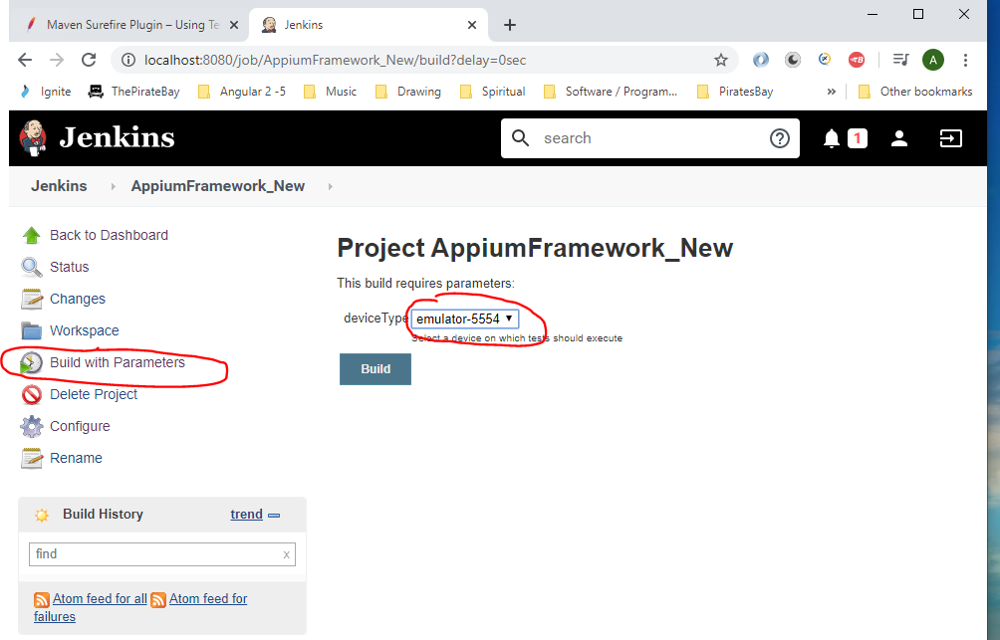 Maven Surefire Plugin – Using Te
Jenkins
localhost:8080/job/AppiumFramework_New/build?delay=0sec
A
Ignite ThePirateBay Angular 2 -5 Music Drawing Spiritual Software / Program... PiratesBay » Other bookmarks
Jenkins search 1
Jenkins AppiumFramework_New
Back to Dashboard
Status
Changes
Workspace
Build with Parameters
Delete Project
Configure
Rename
Project AppiumFramework_New
This build requires parameters:
deviceType emulator-5554
Select a device on which tests should execute
Build
Build History trend
find x
Atom feed for all Atom feed for
failures